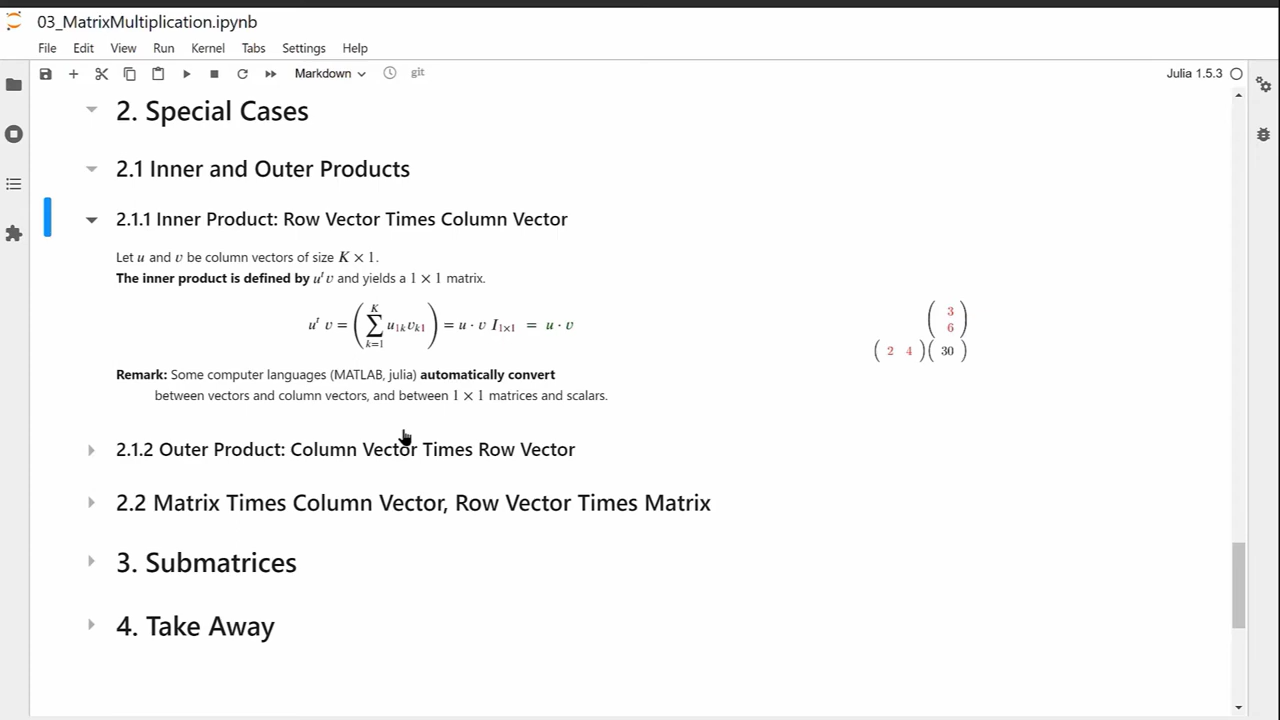 03_MatrixMultiplication.ipynb
File Edit View Run Kernel Tabs Settings Help
Markdown git Julia 1.5.3
2. Special Cases
2.1 Inner and Outer Products
2.1.1 Inner Product: Row Vector Times Column Vector
Let u and v be column vectors of size K × 1.
The inner product is defined by uᵗv and yields a 1 × 1 matrix.
uᵗ v = ( ∑_{k=1}^{K} u_{1k}v_{k1} ) = u · v I_{1×1} = u · v
( 3
6 )
( 2 4 ) ( 30 )
Remark: Some computer languages (MATLAB, julia) automatically convert
between vectors and column vectors, and between 1 × 1 matrices and scalars.
2.1.2 Outer Product: Column Vector Times Row Vector
2.2 Matrix Times Column Vector, Row Vector Times Matrix
3. Submatrices
4. Take Away